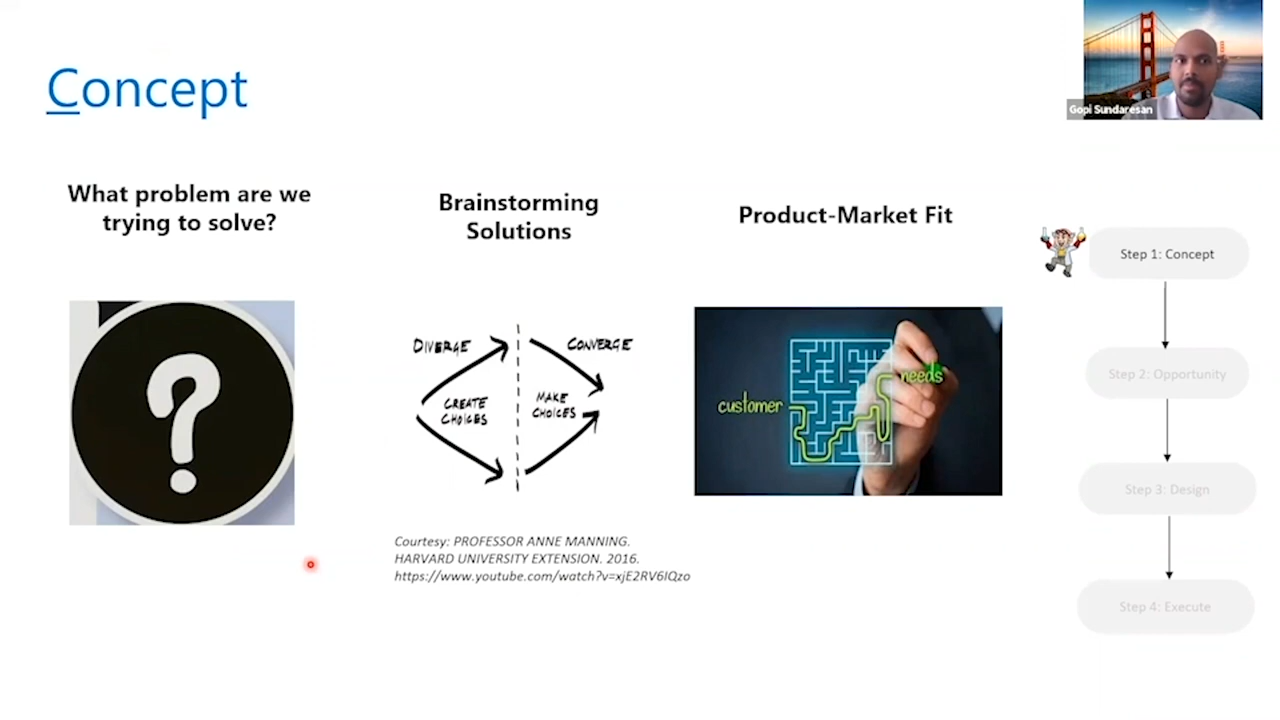 Concept
Gopi Sundaresan
What problem are we
trying to solve?
Brainstorming
Solutions
Product-Market Fit
DIVERGE
CONVERGE
CREATE
CHOICES
MAKE
CHOICES
customer
needs
Courtesy: PROFESSOR ANNE MANNING.
HARVARD UNIVERSITY EXTENSION. 2016.
https://www.youtube.com/watch?v=xjE2RV6IQzo
Step 1: Concept
Step 2: Opportunity
Step 3: Design
Step 4: Execute